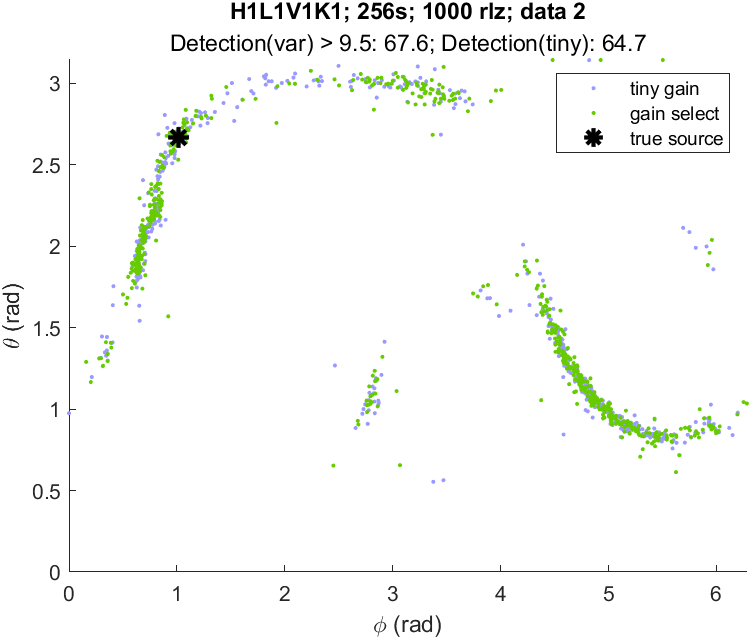 H1L1V1K1; 256s; 1000 rlz; data 2
Detection(var) > 9.5: 67.6; Detection(tiny): 64.7
tiny gain
gain select
true source
3
2.5
2
1.5
1
0.5
0
θ (rad)
0 1 2 3 4 5 6
ϕ (rad)